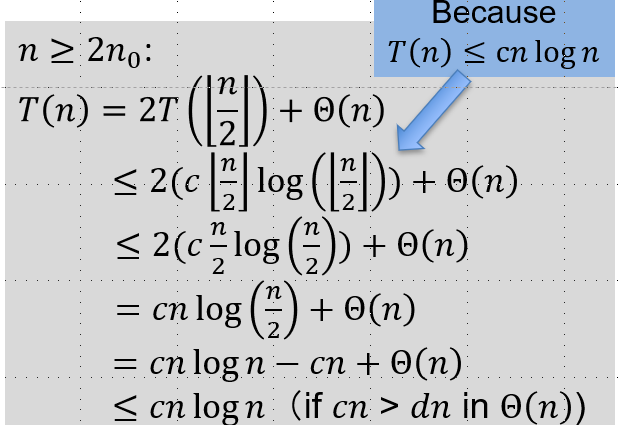 Because
T(n) ≤ cn log n
n ≥ 2n₀:
T(n) = 2T(⌊n/2⌋) + Θ(n)
≤ 2(c⌊n/2⌋ log(⌊n/2⌋)) + Θ(n)
≤ 2(c n/2 log(n/2)) + Θ(n)
= cn log(n/2) + Θ(n)
= cn log n − cn + Θ(n)
≤ cn log n (if cn > dn in Θ(n))